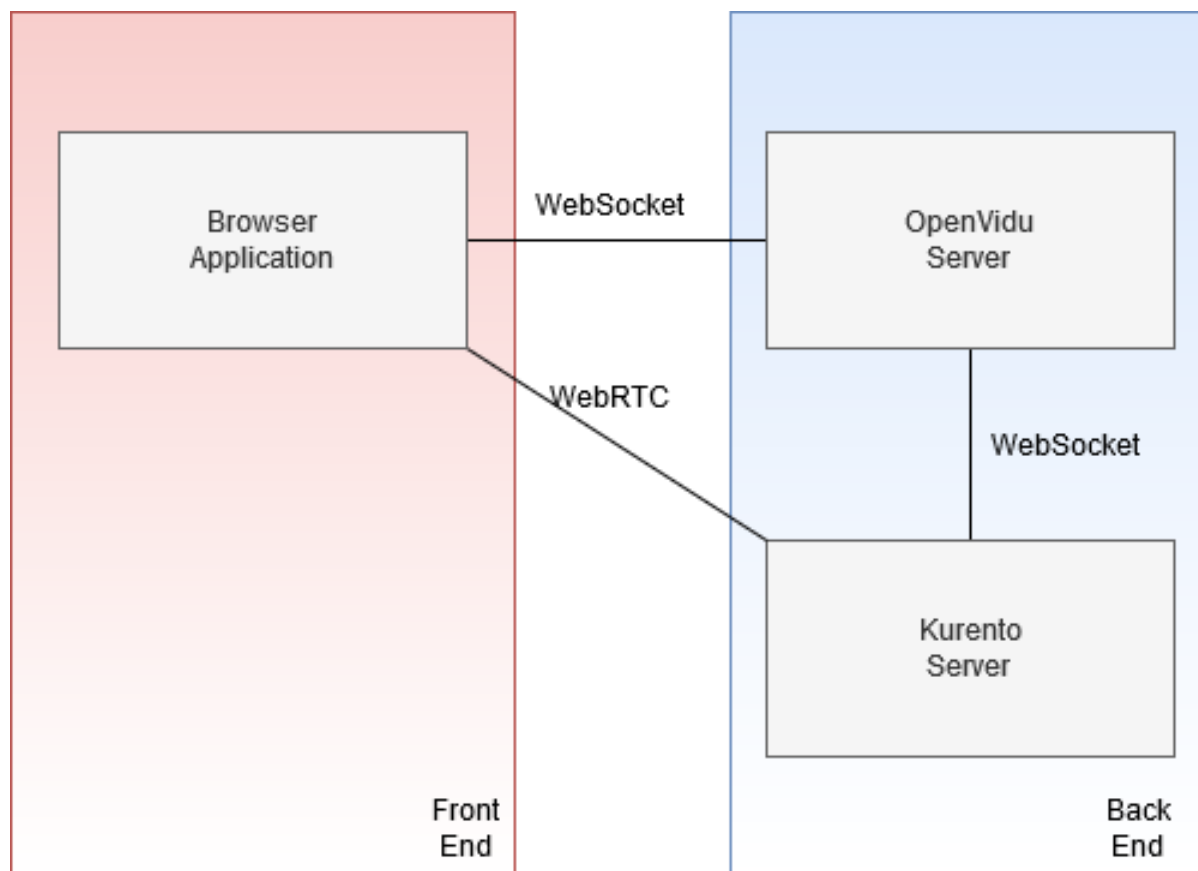 Browser
Application
WebSocket
OpenVidu
Server
WebRTC
WebSocket
Kurento
Server
Front
End
Back
End